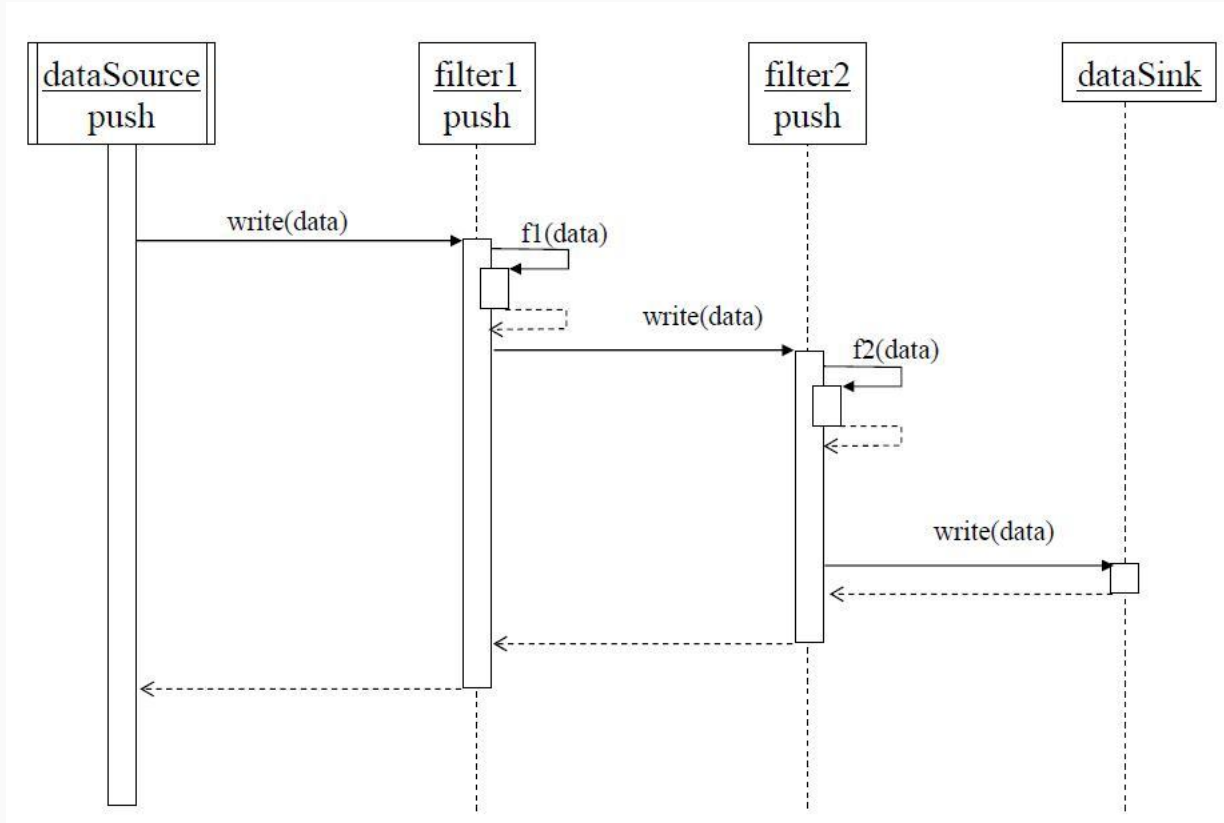 dataSource
push
filter1
push
filter2
push
dataSink
write(data)
f1(data)
write(data)
f2(data)
write(data)